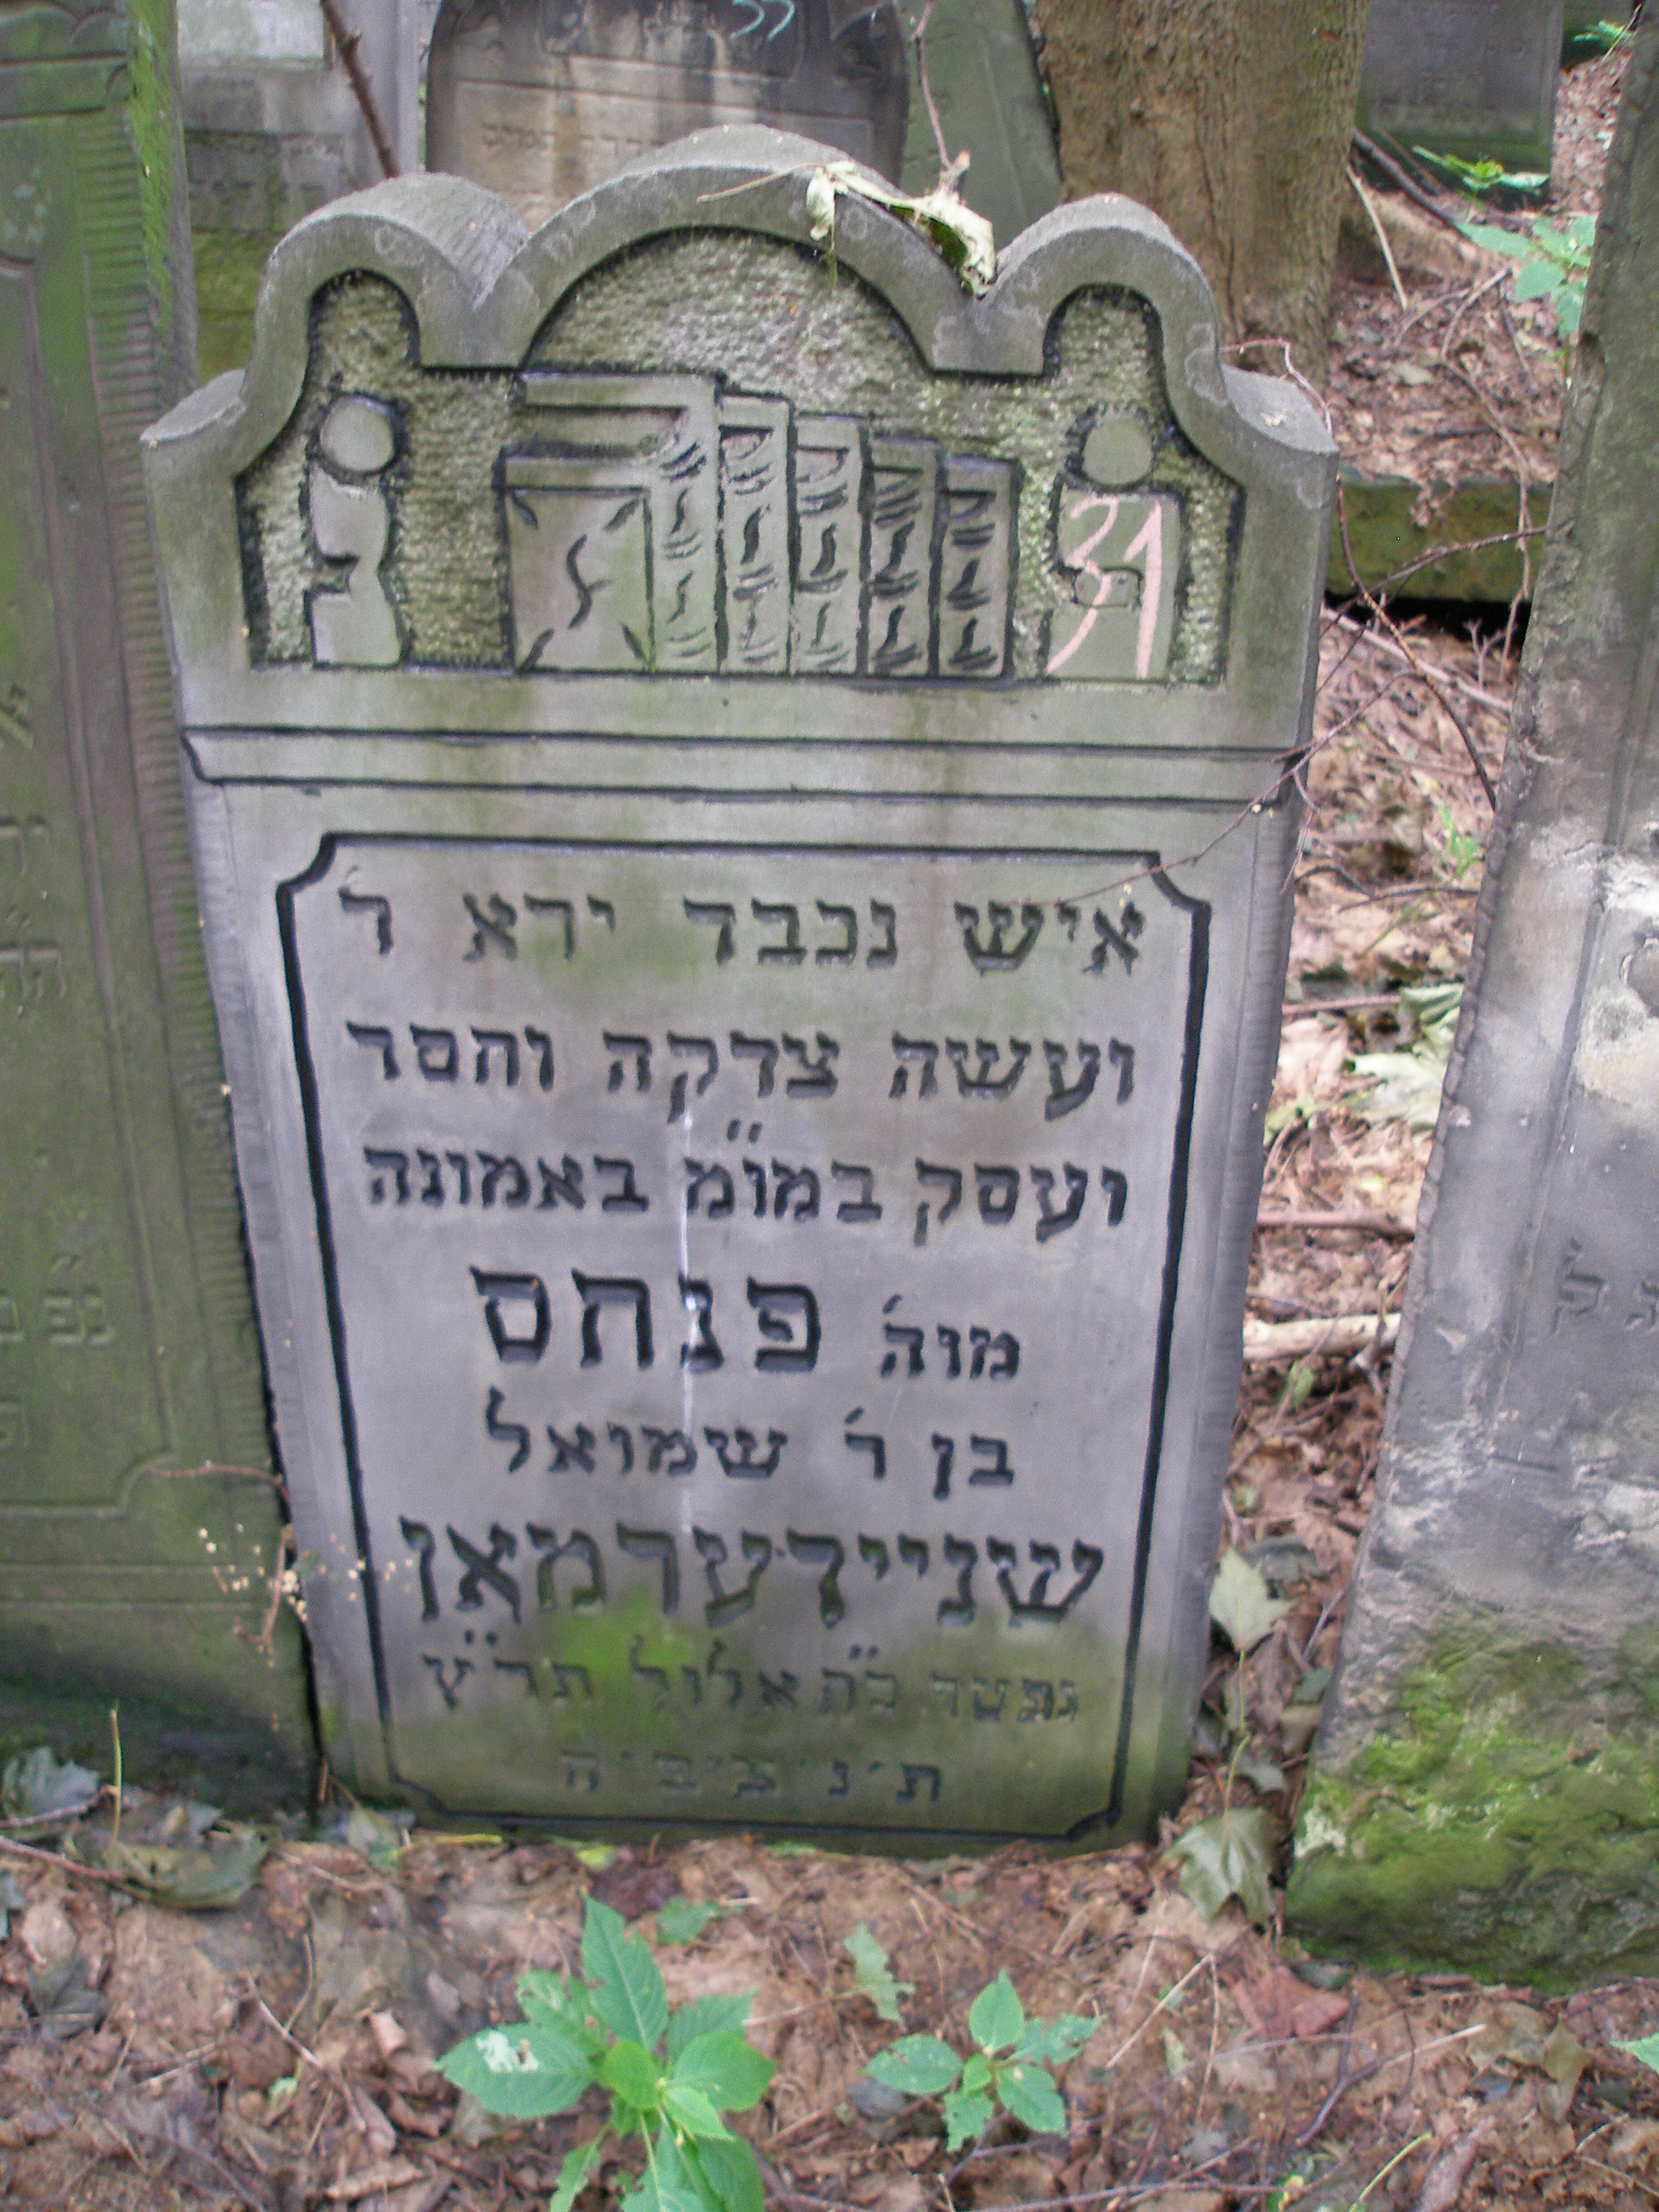 פ נ
31
איש נכבד ירא ד׳
ועשה צדקה וחסד
ועסק במו״מ באמונה
מוה׳ פנחס
בן ר׳ שמואל
שניידערמאן
נפטר כ״ח אלול תר״ץ
ת׳ נ׳ צ׳ ב׳ ה